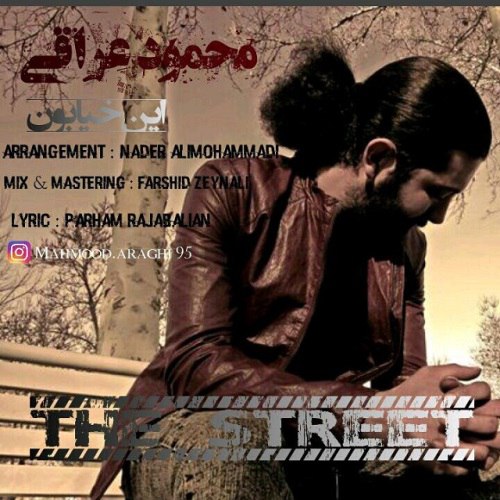 محمود عراقی
این خیابون
ARRANGEMENT : NADER ALIMOHAMMADI
MIX & MASTERING : FARSHID ZEYNALI
LYRIC : PARHAM RAJABALIAN
MAHMOOD.ARAGHI 95
THE STREET